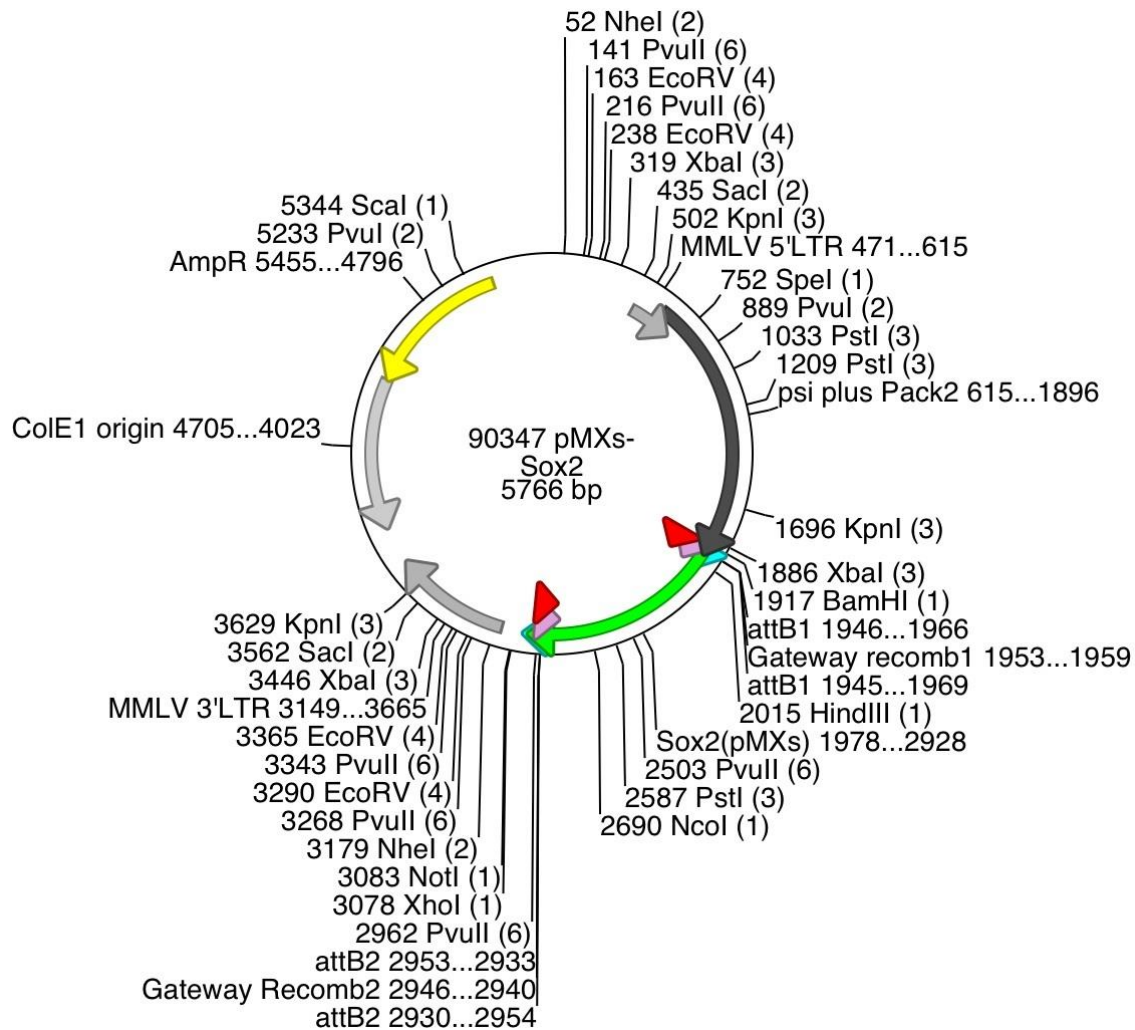 52 NheI (2)
141 PvuII (6)
163 EcoRV (4)
216 PvuII (6)
238 EcoRV (4)
319 XbaI (3)
435 SacI (2)
502 KpnI (3)
MMLV 5'LTR 471...615
752 SpeI (1)
889 PvuI (2)
1033 PstI (3)
1209 PstI (3)
psi plus Pack2 615...1896
1696 KpnI (3)
1886 XbaI (3)
1917 BamHI (1)
attB1 1946...1966
Gateway recomb1 1953...1959
attB1 1945...1969
2015 HindIII (1)
Sox2(pMXs) 1978...2928
2503 PvuII (6)
2587 PstI (3)
2690 NcoI (1)
5344 ScaI (1)
5233 PvuI (2)
AmpR 5455...4796
ColE1 origin 4705...4023
90347 pMXs-
Sox2
5766 bp
3629 KpnI (3)
3562 SacI (2)
3446 XbaI (3)
MMLV 3'LTR 3149...3665
3365 EcoRV (4)
3343 PvuII (6)
3290 EcoRV (4)
3268 PvuII (6)
3179 NheI (2)
3083 NotI (1)
3078 XhoI (1)
2962 PvuII (6)
attB2 2953...2933
Gateway Recomb2 2946...2940
attB2 2930...2954